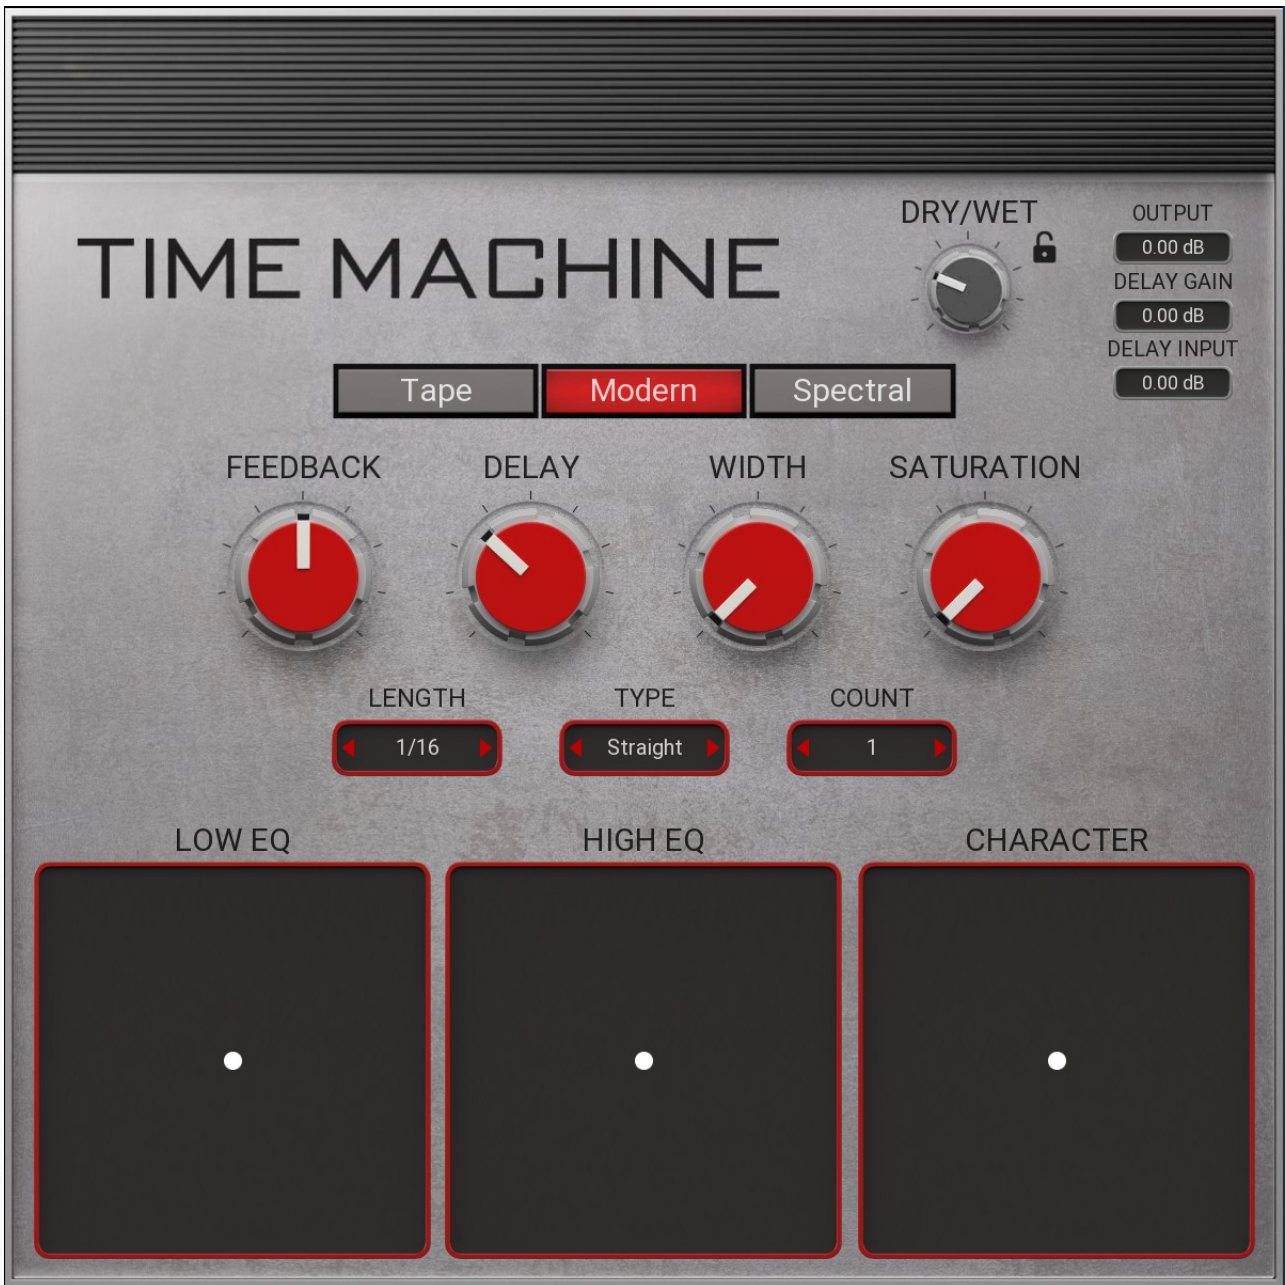 TIME MACHINE
DRY/WET
OUTPUT
0.00 dB
DELAY GAIN
0.00 dB
DELAY INPUT
0.00 dB
Tape
Modern
Spectral
FEEDBACK
DELAY
WIDTH
SATURATION
LENGTH
TYPE
COUNT
1/16
Straight
1
LOW EQ
HIGH EQ
CHARACTER